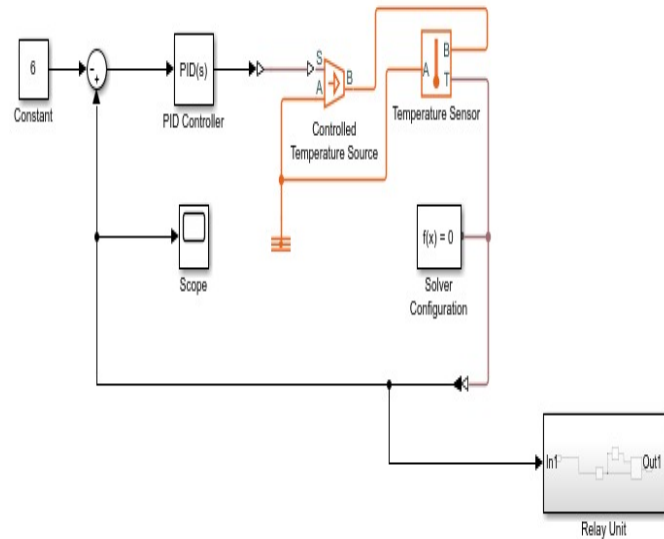 6
Constant
-
+
PID(s)
PID Controller
S
A
B
Controlled
Temperature Source
A
B
T
Temperature Sensor
Scope
f(x) = 0
Solver
Configuration
In1
Out1
Relay Unit